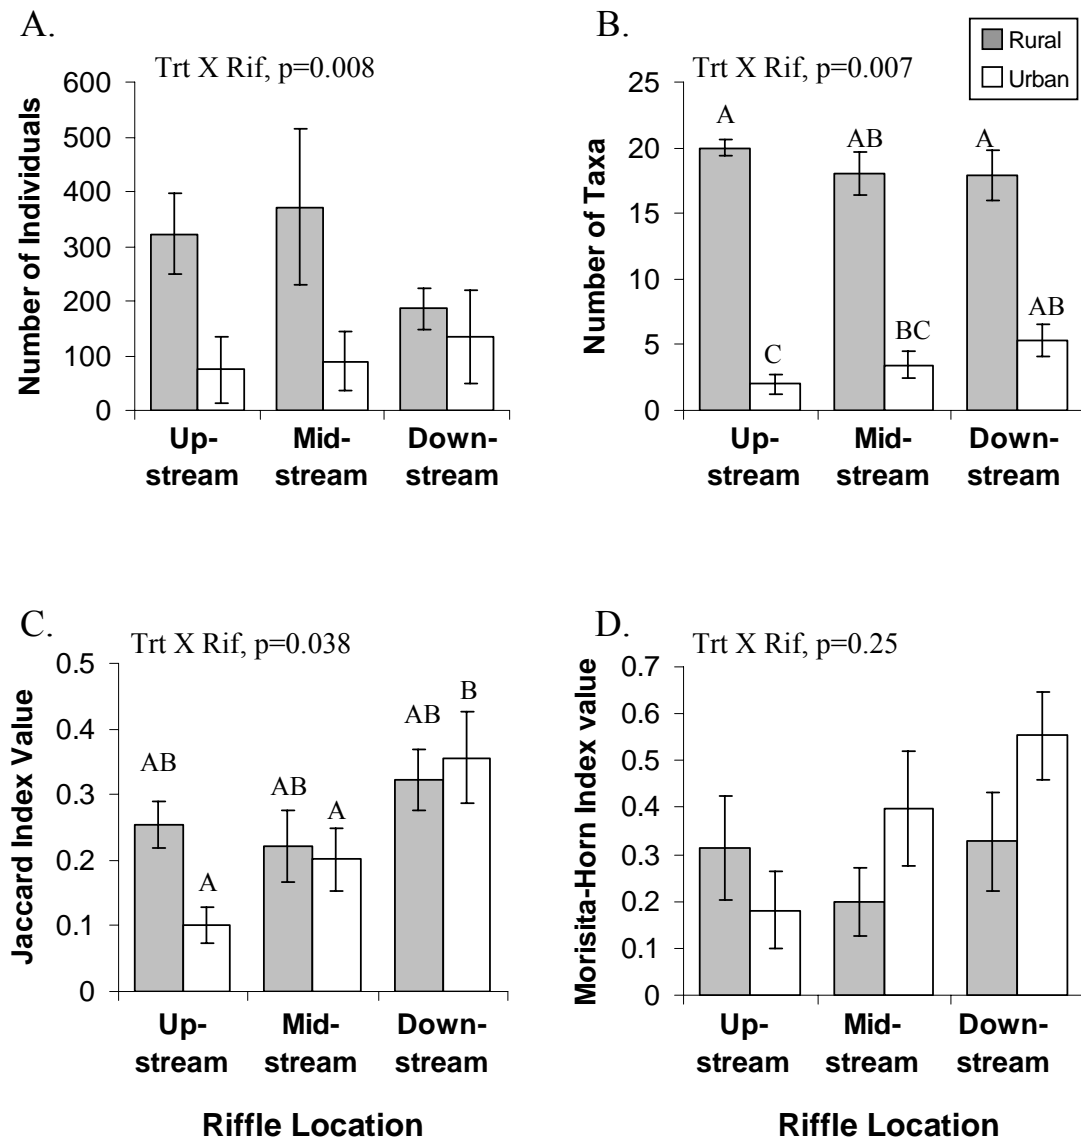 A.
Trt X Rif, p=0.008
Number of Individuals
600
500
400
300
200
100
0
Up-
stream
Mid-
stream
Down-
stream
B.
Trt X Rif, p=0.007
Rural
Urban
Number of Taxa
25
20
15
10
5
0
A
C
AB
BC
A
AB
Up-
stream
Mid-
stream
Down-
stream
C.
Trt X Rif, p=0.038
Jaccard Index Value
0.5
0.4
0.3
0.2
0.1
0
AB
A
AB
A
AB
B
Up-
stream
Mid-
stream
Down-
stream
Riffle Location
D.
Trt X Rif, p=0.25
Morisita-Horn Index value
0.7
0.6
0.5
0.4
0.3
0.2
0.1
0
Up-
stream
Mid-
stream
Down-
stream
Riffle Location